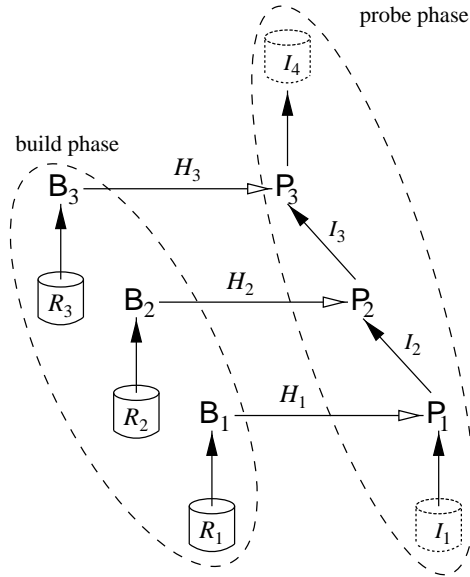 probe phase
I₄
build phase
B₃ H₃ P₃
I₃
R₃
B₂ H₂ P₂
I₂
R₂
B₁ H₁ P₁
R₁ I₁